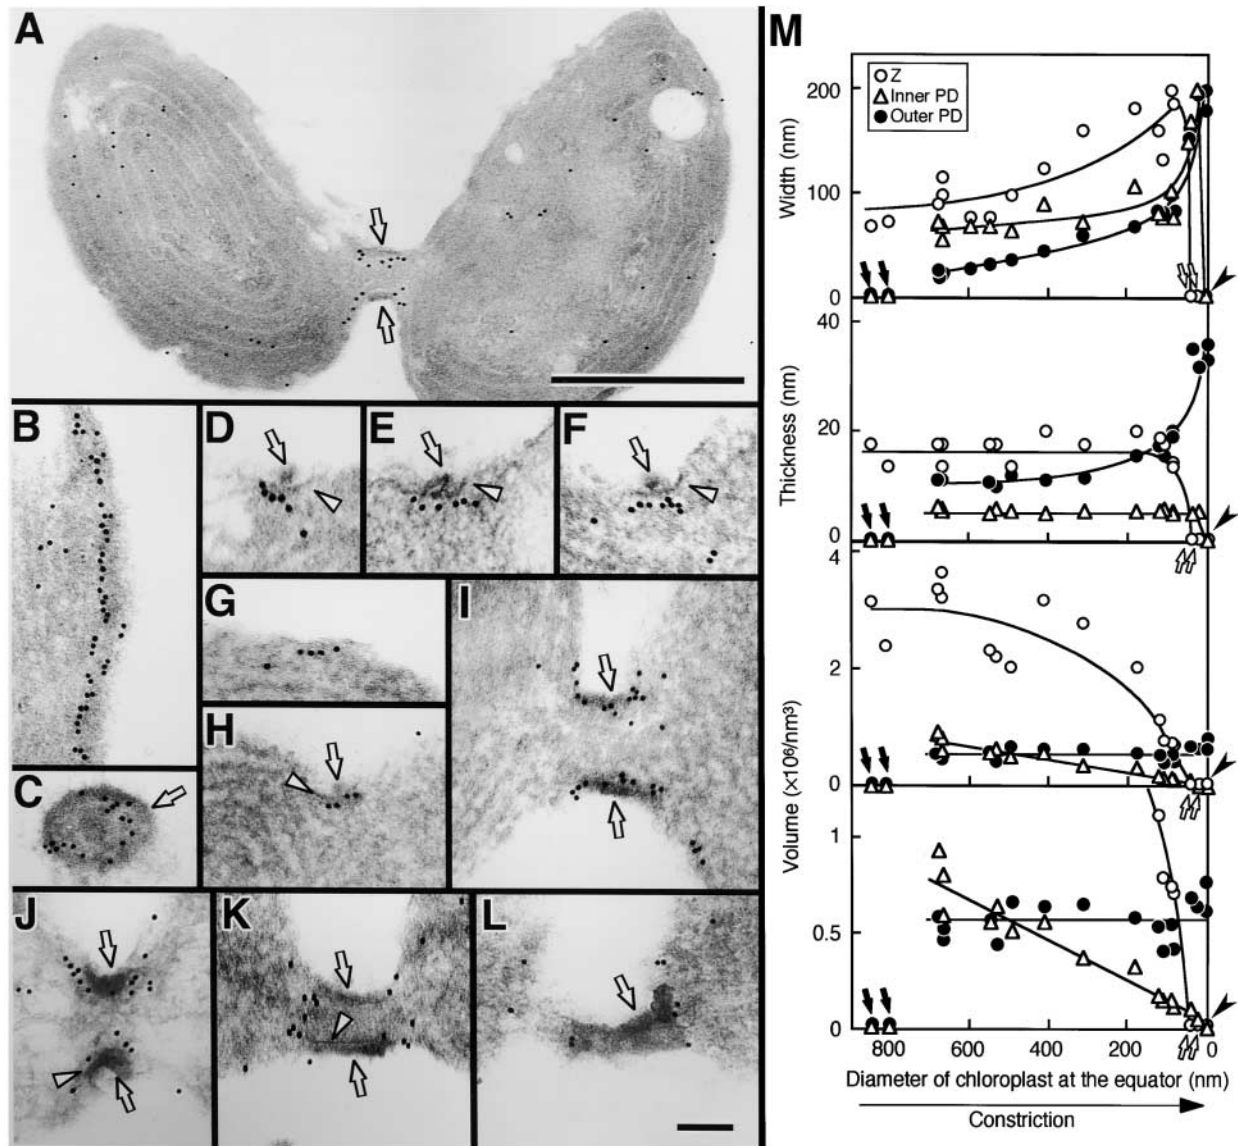 A
B
C
D
E
F
G
H
I
J
K
L
M
Z
Inner PD
Outer PD
Width (nm)
200
100
0
Thickness (nm)
40
20
0
Volume (×10⁶/nm³)
4
2
0
1
0.5
0
800
600
400
200
0
Diameter of chloroplast at the equator (nm)
Constriction